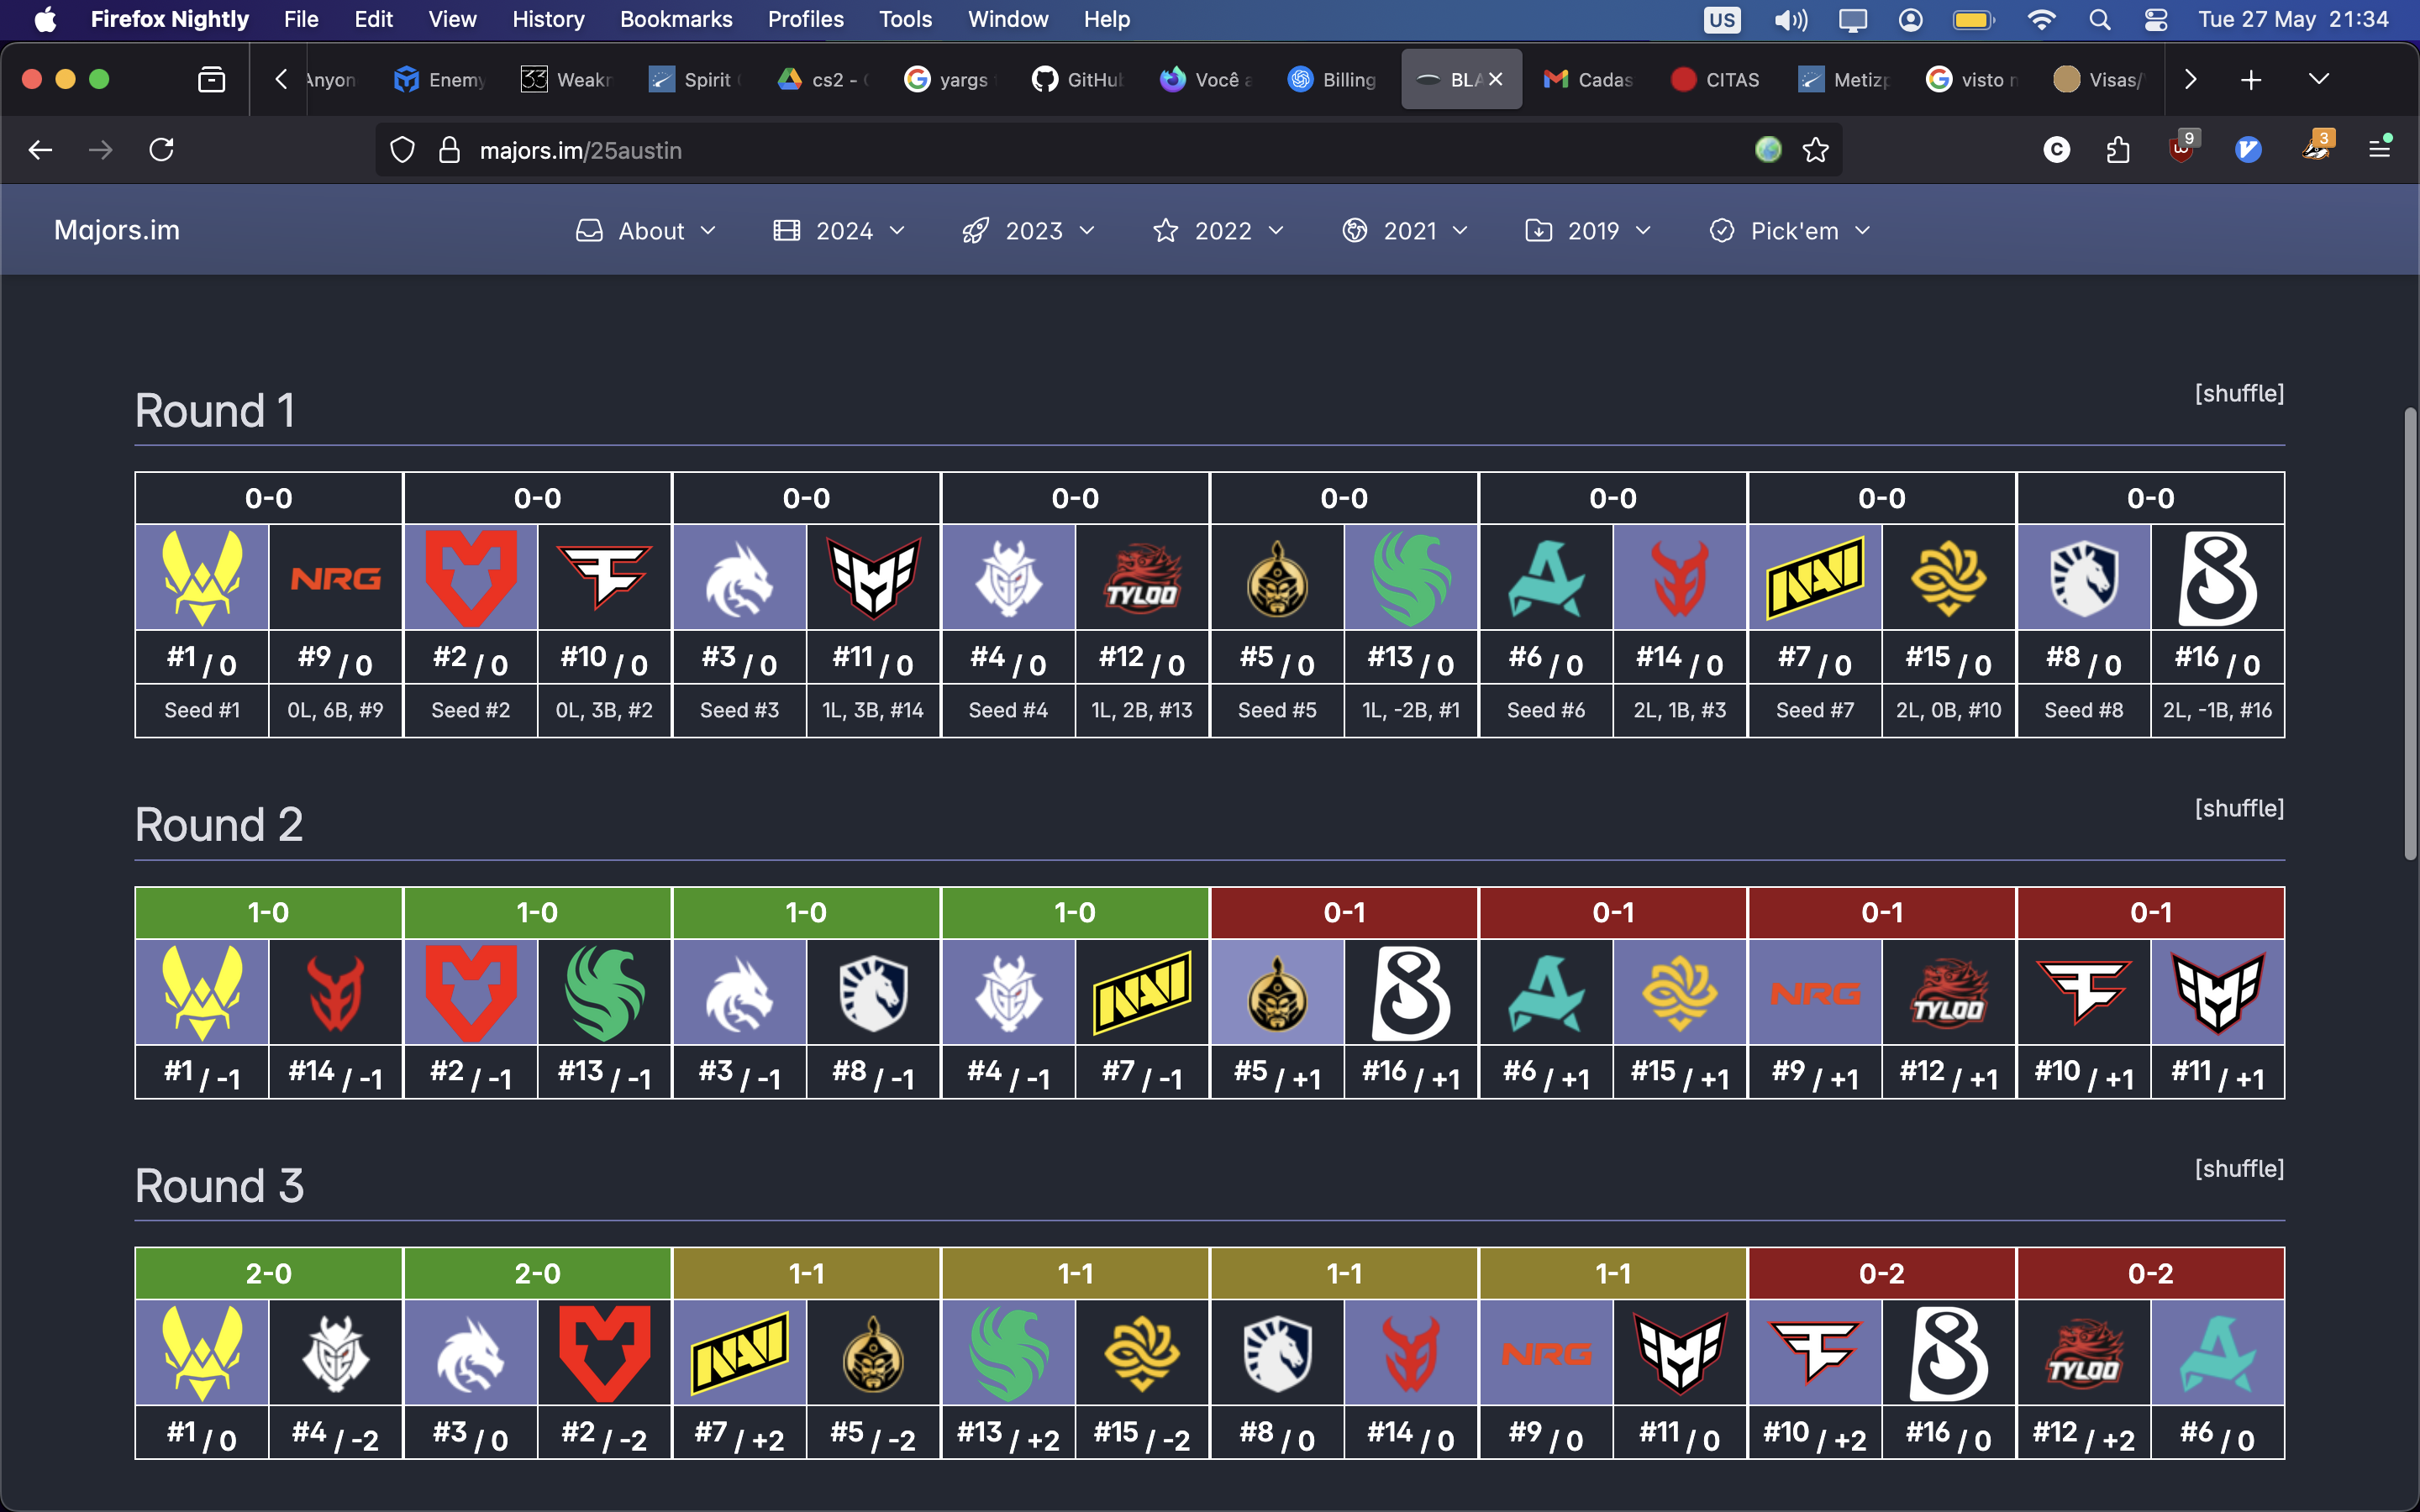 Firefox Nightly File Edit View History Bookmarks Profiles Tools Window Help US Tue 27 May 21:34
Anyon Enemy Weakr Spirit cs2 - yargs GitHub Você a Billing BLA Cadas CITAS Metizp visto n Visas/
majors.im/25austin 9 3
Majors.im About 2024 2023 2022 2021 2019 Pick'em
Round 1 [shuffle]
0-0 0-0 0-0 0-0 0-0 0-0 0-0 0-0
NRG TYLOO NAVI
#1 / 0 #9 / 0 #2 / 0 #10 / 0 #3 / 0 #11 / 0 #4 / 0 #12 / 0 #5 / 0 #13 / 0 #6 / 0 #14 / 0 #7 / 0 #15 / 0 #8 / 0 #16 / 0
Seed #1 0L, 6B, #9 Seed #2 0L, 3B, #2 Seed #3 1L, 3B, #14 Seed #4 1L, 2B, #13 Seed #5 1L, -2B, #1 Seed #6 2L, 1B, #3 Seed #7 2L, 0B, #10 Seed #8 2L, -1B, #16
Round 2 [shuffle]
1-0 1-0 1-0 1-0 0-1 0-1 0-1 0-1
NAVI NRG TYLOO
#1 / -1 #14 / -1 #2 / -1 #13 / -1 #3 / -1 #8 / -1 #4 / -1 #7 / -1 #5 / +1 #16 / +1 #6 / +1 #15 / +1 #9 / +1 #12 / +1 #10 / +1 #11 / +1
Round 3 [shuffle]
2-0 2-0 1-1 1-1 1-1 1-1 0-2 0-2
NAVI NRG TYLOO
#1 / 0 #4 / -2 #3 / 0 #2 / -2 #7 / +2 #5 / -2 #13 / +2 #15 / -2 #8 / 0 #14 / 0 #9 / 0 #11 / 0 #10 / +2 #16 / 0 #12 / +2 #6 / 0